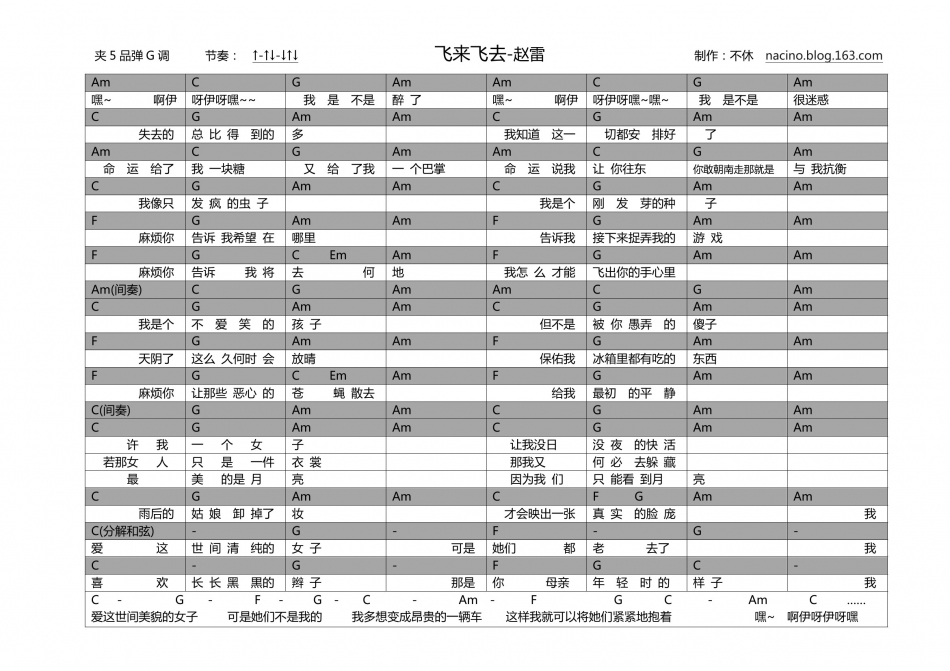 夹 5 品弹 G 调 节奏： ↑-↑↓-↓↑↓ 飞来飞去-赵雷 制作：不休 nacino.blog.163.com
Am C G Am Am C G Am
嘿~ 啊伊 呀伊呀嘿~~ 我 是 不是 醉 了 嘿~ 啊伊 呀伊呀嘿~嘿~ 我 是不是 很迷惑
C G Am Am C G Am Am
失去的 总 比 得 到的 多 我知道 这一 切都安 排好 了
Am C G Am Am C G Am
命 运 给了 我 一块糖 又 给 了我 一 个巴掌 命 运 说我 让 你往东 你敢朝南走那就是 与 我抗衡
C G Am Am C G Am Am
我像只 发 疯 的虫 子 我是个 刚 发 芽的种 子
F G Am Am F G Am Am
麻烦你 告诉 我希望 在 哪里 告诉我 接下来捉弄我的 游 戏
F G C Em Am F G Am Am
麻烦你 告诉 我 将 去 何 地 我怎 么 才能 飞出你的手心里
Am(间奏) C G Am Am C G Am
C G Am Am C G Am Am
我是个 不 爱 笑 的 孩 子 但不是 被 你 愚弄 的 傻子
F G Am Am F G Am Am
天阴了 这么 久何时 会 放晴 保佑我 冰箱里都有吃的 东西
F G C Em Am F G Am Am
麻烦你 让那些 恶心 的 苍 蝇 散去 给我 最初 的平 静
C(间奏) G Am Am C G Am Am
C G Am Am C G Am Am
许 我 一 个 女 子 让我没日 没 夜 的快 活
若那女 人 只 是 一件 衣 裳 那我又 何 必 去躲 藏
最 美 的是 月 亮 因为我 们 只 能看 到月 亮
C G Am Am C F G Am Am
雨后的 姑 娘 卸 掉了 妆 才会映出一张 真 实 的脸 庞 我
C(分解和弦) - G - F - G -
爱 这 世 间 清 纯的 女 子 可是 她们 都 老 去了 我
C - G - F G C -
喜 欢 长 长 黑 黑的 辫 子 那是 你 母亲 年 轻 时 的 样 子 我
C - G - F - G - C - Am - F G C - Am C ……
爱这世间美貌的女子 可是她们不是我的 我多想变成昂贵的一辆车 这样我就可以将她们紧紧地抱着 嘿~ 啊伊呀伊呀嘿